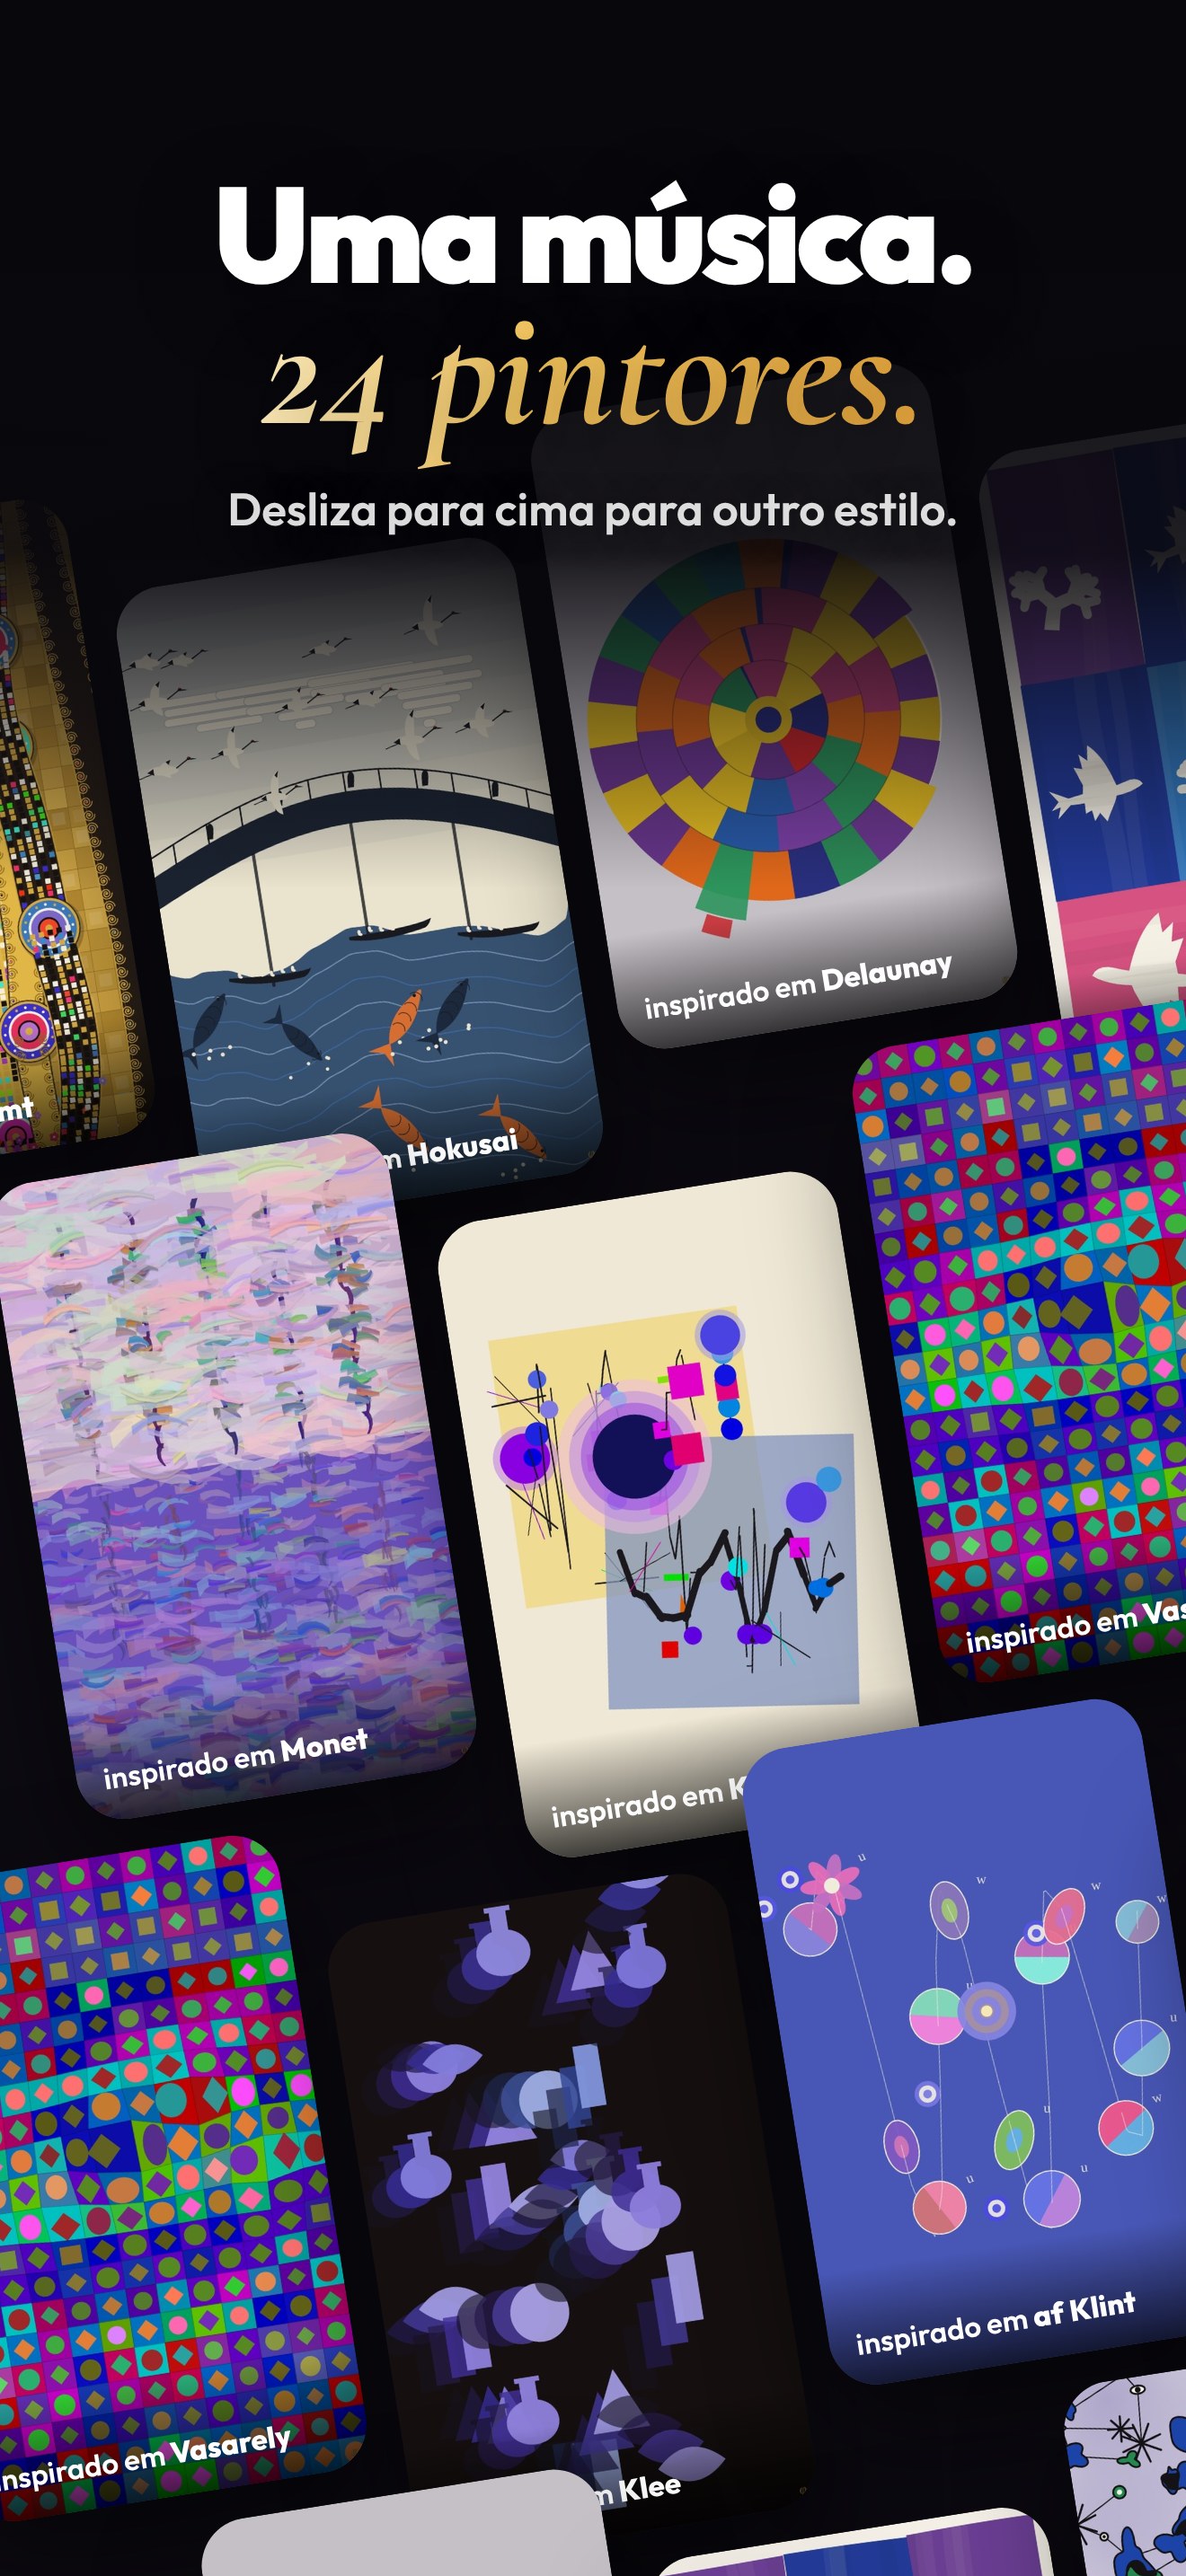 Uma música.
24 pintores.
Desliza para cima para outro estilo.
inspirado em Delaunay
Hokusai
inspirado em Monet
inspirado em
inspirado em
inspirado em af Klint
inspirado em Vasarely
Klee